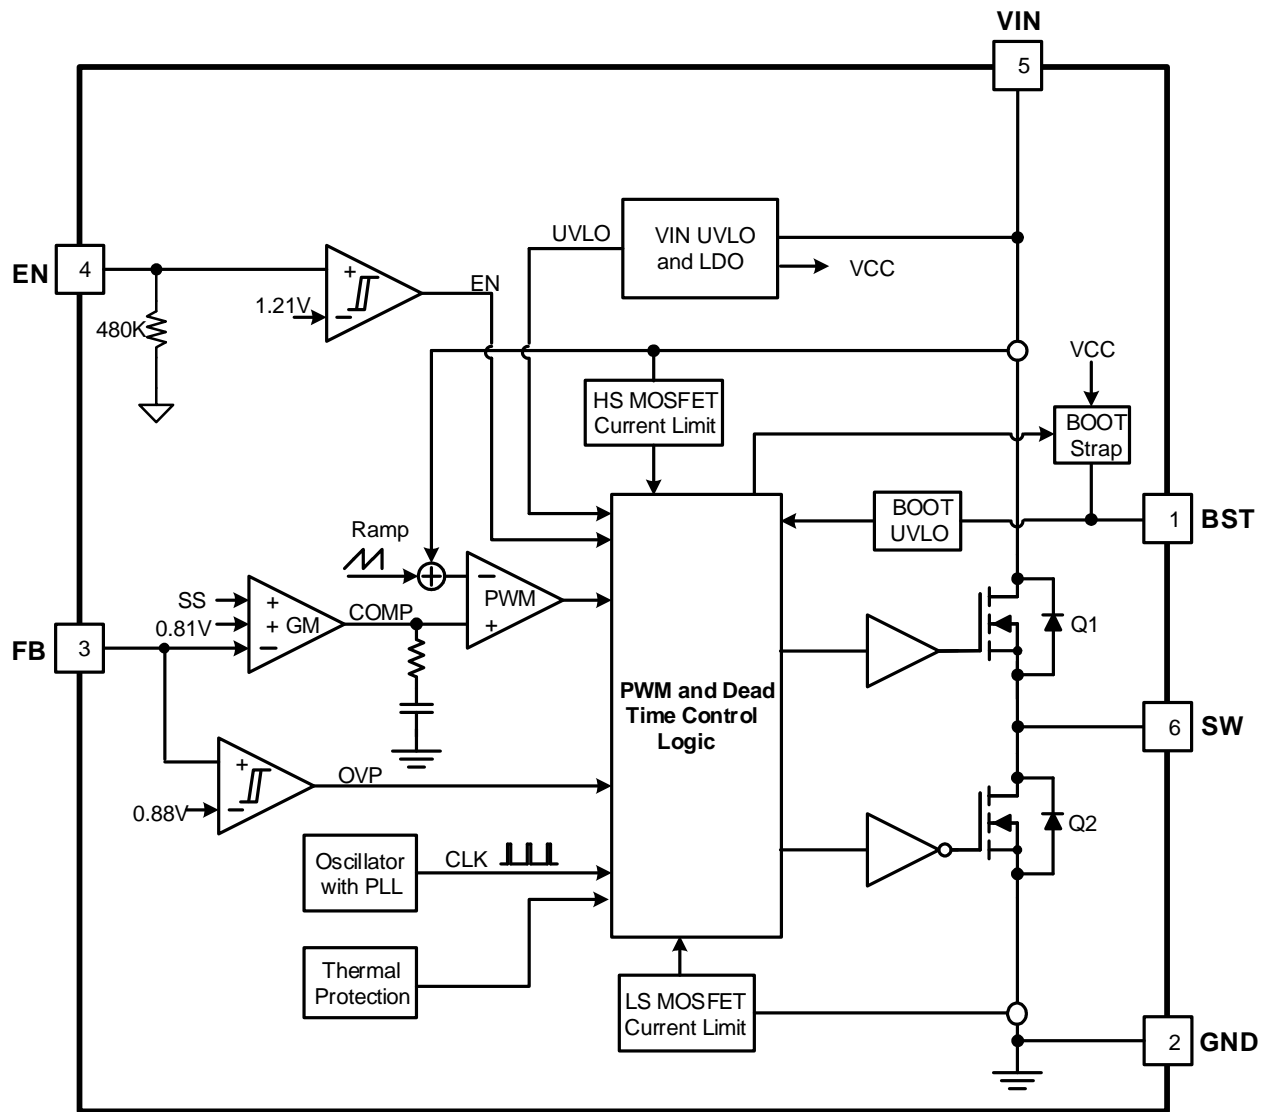 VIN
5
EN
4
480K
1.21V
+
−
EN
UVLO
VIN UVLO
and LDO
VCC
VCC
HS MOSFET
Current Limit
BOOT
Strap
BOOT
UVLO
1
BST
Ramp
+
−
PWM
+
SS
0.81V
+
+
GM
−
COMP
FB
3
PWM and Dead
Time Control
Logic
Q1
6
SW
+
−
0.88V
OVP
Q2
Oscillator
with PLL
CLK
Thermal
Protection
LS MOSFET
Current Limit
2
GND